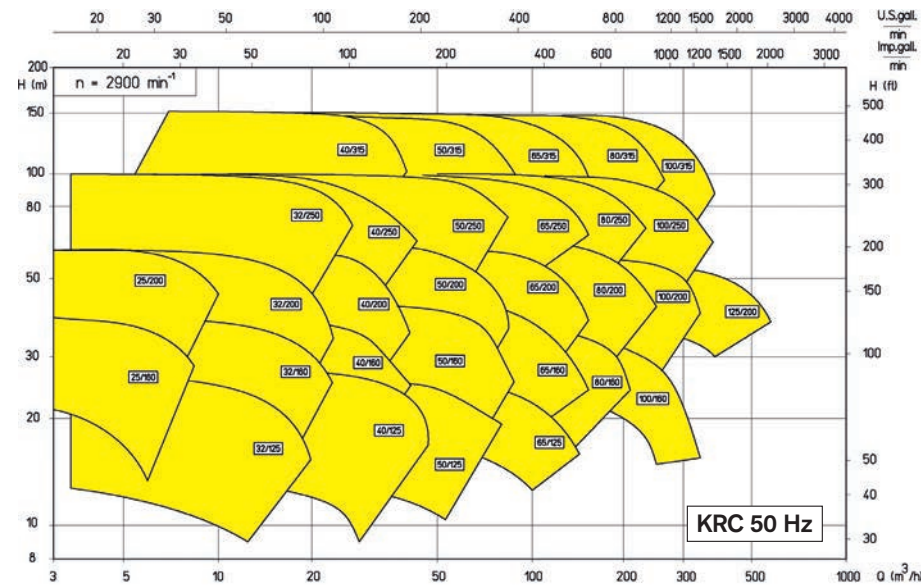 20 30 50 100 200 400 800 1200 1500 2000 3000 4000 U.S.gall.
min
20 30 50 100 200 400 600 1000 1200 1500 2000 3000 Imp.gall.
min
200
H (m) n = 2900 min⁻¹ H (ft)
150 500
400
40/315 50/315 65/315 80/315 100/315
100 300
80
32/250 40/250 50/250 65/250 80/250 100/250
200
50
25/200 32/200 40/200 50/200 65/200 80/200 100/200 125/200
150
30 100
25/160 32/160 40/160 50/160 65/160 80/160 100/160
20
32/125 40/125 50/125 65/125
50
40
10 KRC 50 Hz
30
8
3 5 10 20 50 100 200 300 500 1000 Q (m³/h)